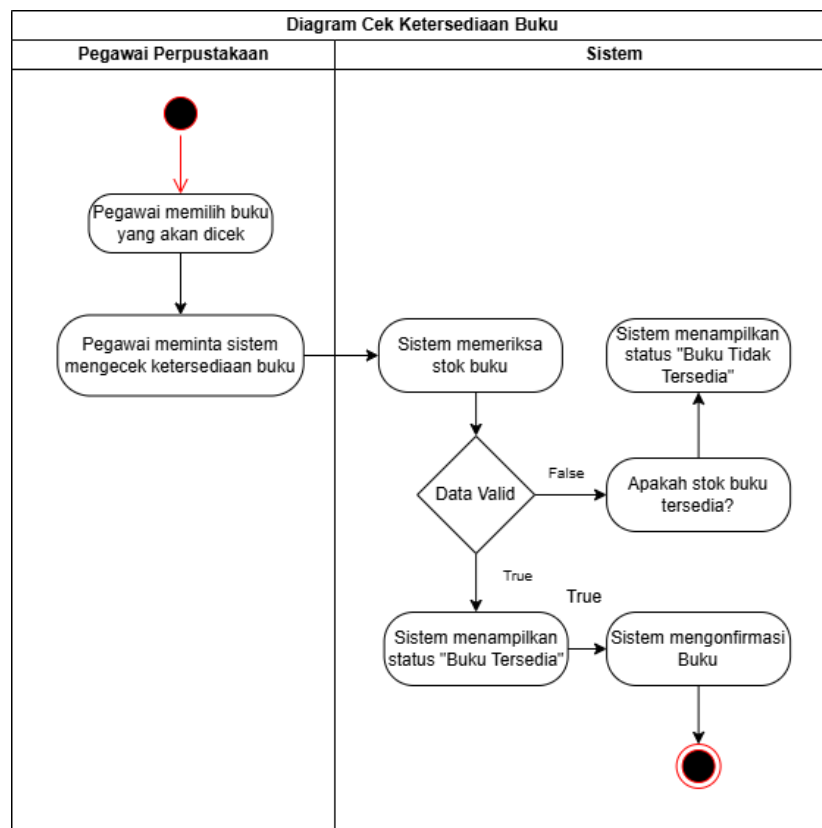 Diagram Cek Ketersediaan Buku
Pegawai Perpustakaan
Sistem
Pegawai memilih buku
yang akan dicek
Pegawai meminta sistem
mengecek ketersediaan buku
Sistem memeriksa
stok buku
Sistem menampilkan
status "Buku Tidak
Tersedia"
Data Valid
False
Apakah stok buku
tersedia?
True
True
Sistem menampilkan
status "Buku Tersedia"
Sistem mengonfirmasi
Buku